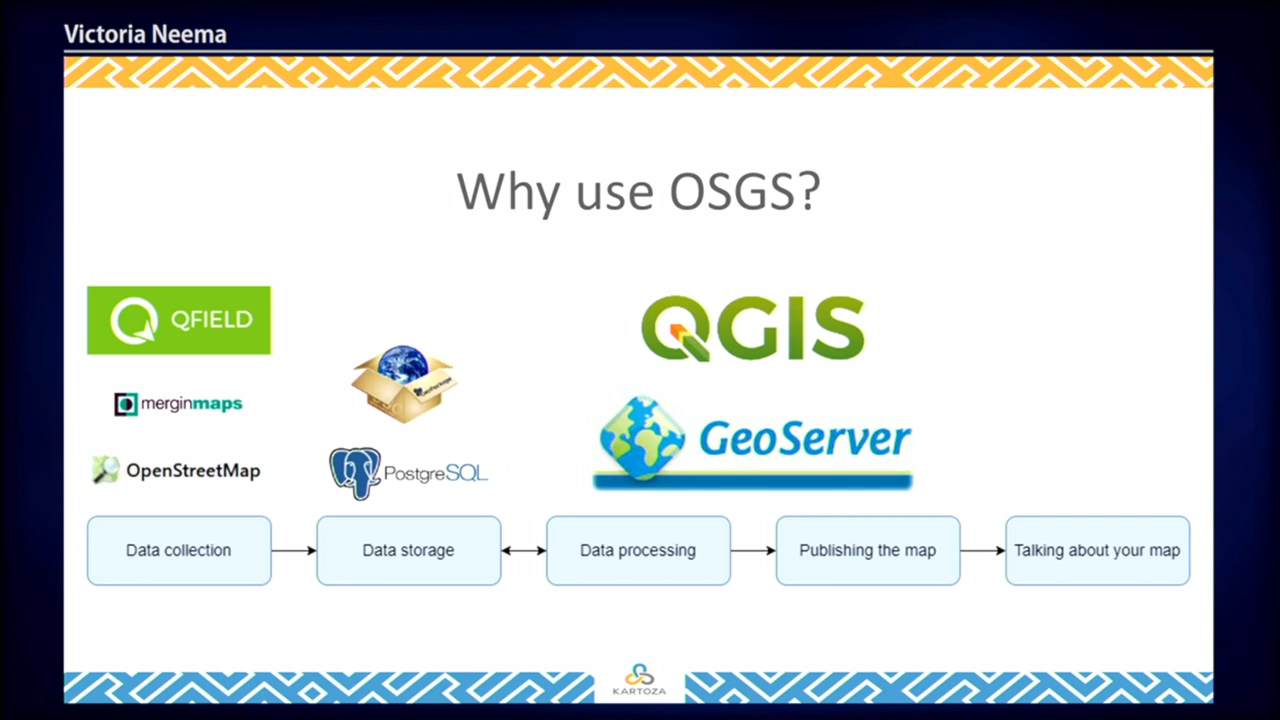 Victoria Neema
Why use OSGS?
QFIELD
merginmaps
OpenStreetMap
GeoPackage
PostgreSQL
QGIS
GeoServer
Data collection
Data storage
Data processing
Publishing the map
Talking about your map
KARTOZA